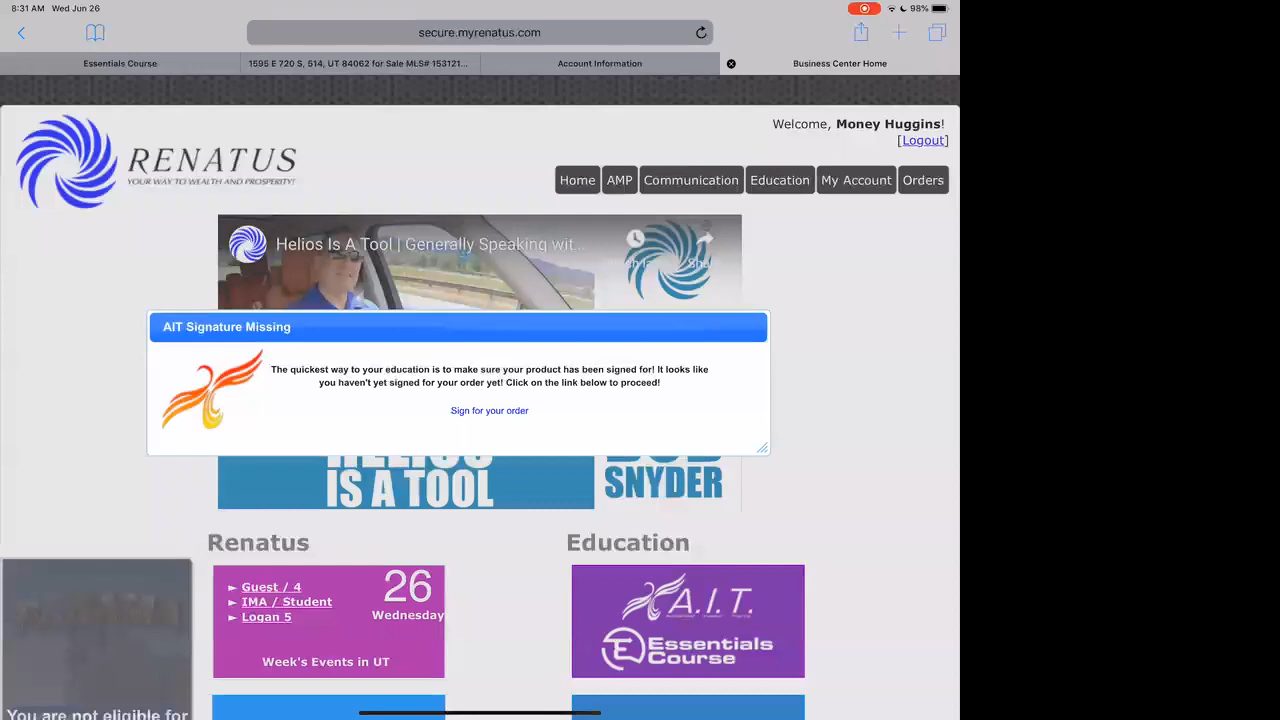 8:31 AM Wed Jun 26
98%
secure.myrenatus.com
Essentials Course
1595 E 720 S, 514, UT 84062 for Sale MLS# 153121...
Account Information
Business Center Home
Welcome, Money Huggins!
[Logout]
RENATUS
YOUR WAY TO WEALTH AND PROSPERITY!
Home
AMP
Communication
Education
My Account
Orders
Helios Is A Tool | Generally Speaking wit...
AIT Signature Missing
The quickest way to your education is to make sure your product has been signed for! It looks like
you haven't yet signed for your order yet! Click on the link below to proceed!
Sign for your order
HELIOS
IS A TOOL
BOB
SNYDER
Renatus
Education
► Guest / 4
► IMA / Student
► Logan 5
26
Wednesday
Week's Events in UT
A.I.T.
Essentials
Course
You are not eligible for